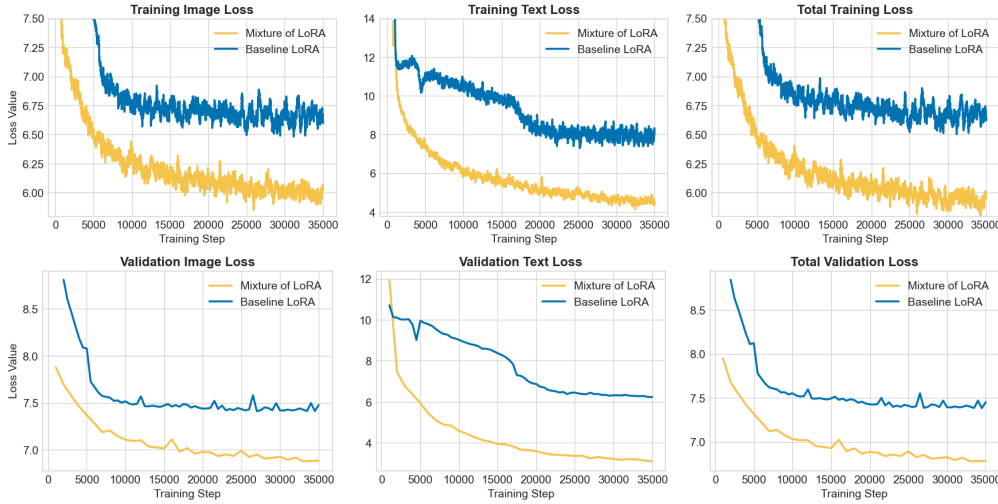 Training Image Loss
Training Text Loss
Total Training Loss
7.50
7.25
7.00
6.75
6.50
6.25
6.00
Loss Value
Mixture of LoRA
Baseline LoRA
0 5000 10000 15000 20000 25000 30000 35000
Training Step
14
12
10
8
6
4
Mixture of LoRA
Baseline LoRA
0 5000 10000 15000 20000 25000 30000 35000
Training Step
7.50
7.25
7.00
6.75
6.50
6.25
6.00
Mixture of LoRA
Baseline LoRA
0 5000 10000 15000 20000 25000 30000 35000
Training Step
Validation Image Loss
Validation Text Loss
Total Validation Loss
8.5
8.0
7.5
7.0
Loss Value
Mixture of LoRA
Baseline LoRA
0 5000 10000 15000 20000 25000 30000 35000
Training Step
12
10
8
6
4
Mixture of LoRA
Baseline LoRA
0 5000 10000 15000 20000 25000 30000 35000
Training Step
8.5
8.0
7.5
7.0
Mixture of LoRA
Baseline LoRA
0 5000 10000 15000 20000 25000 30000 35000
Training Step